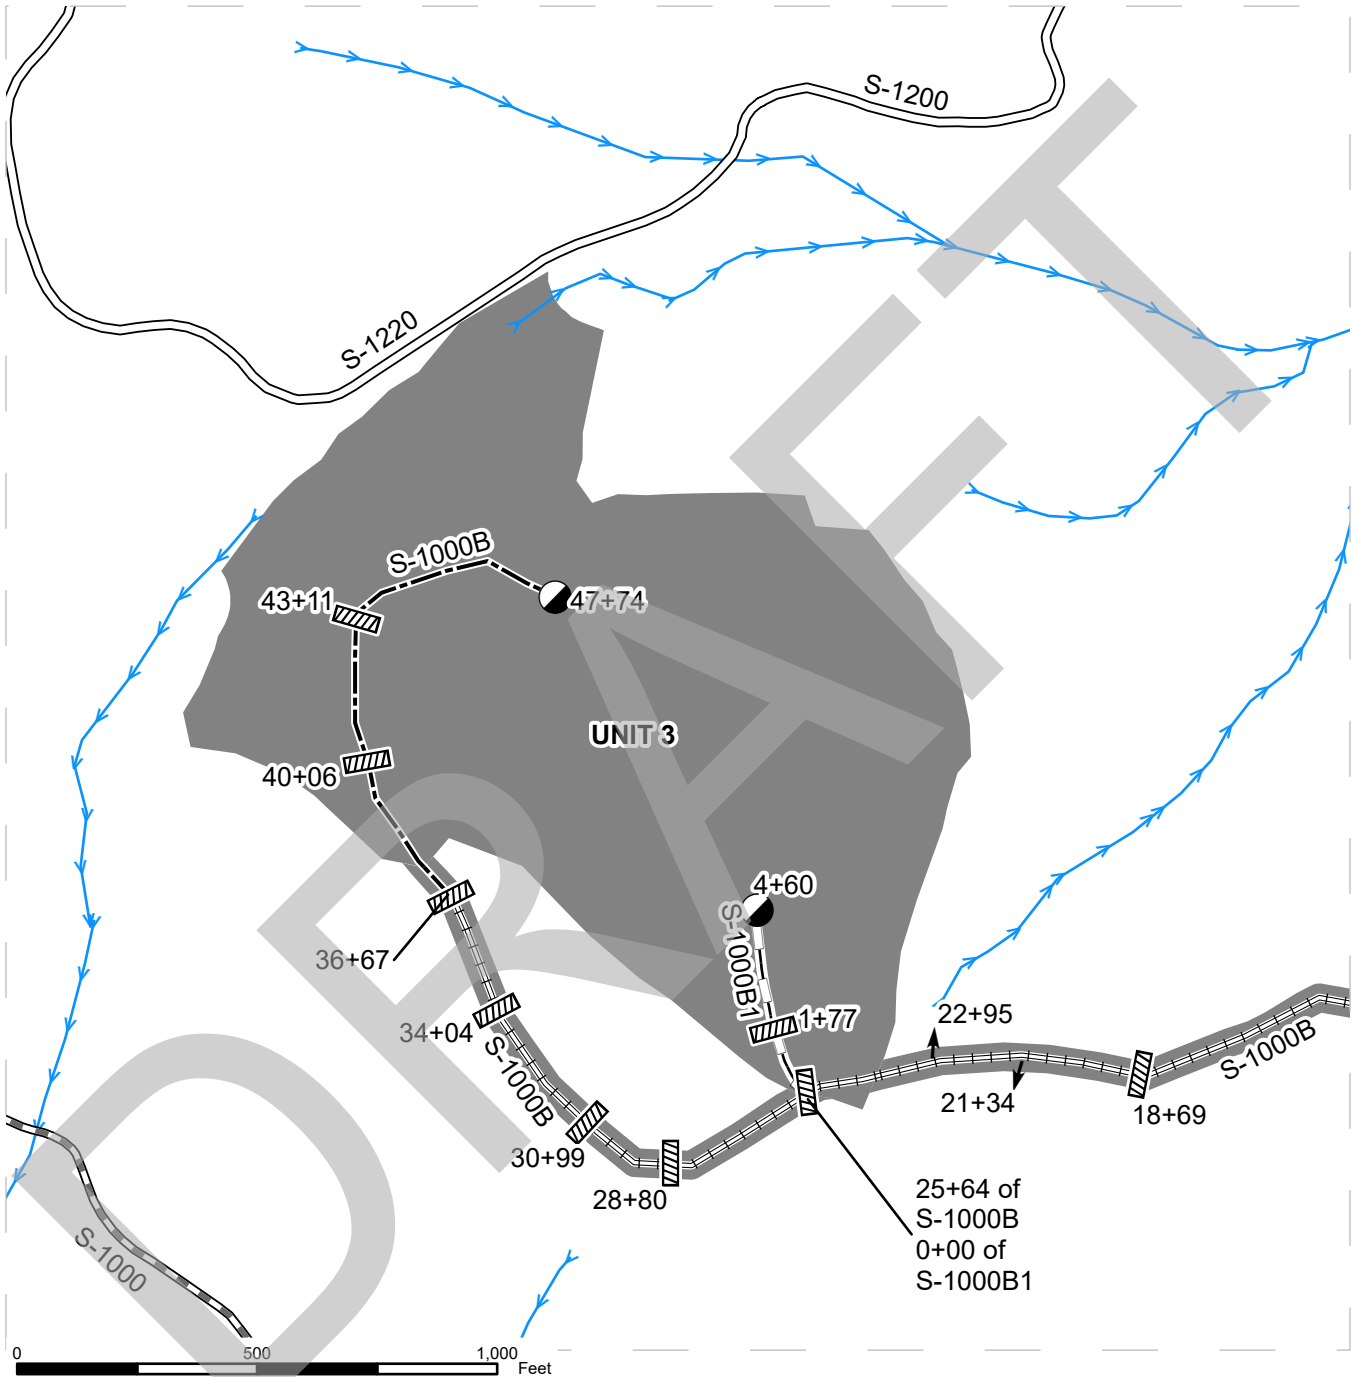 S-1200
S-1220
S-1000B
43+11
47+74
UNIT 3
40+06
4+60
S-1000B1
36+67
1+77
22+95
34+04
S-1000B
S-1000B
21+34
18+69
30+99
28+80
25+64 of
S-1000B
0+00 of
S-1000B1
S-1000
0 500 1,000
Feet
DRAFT